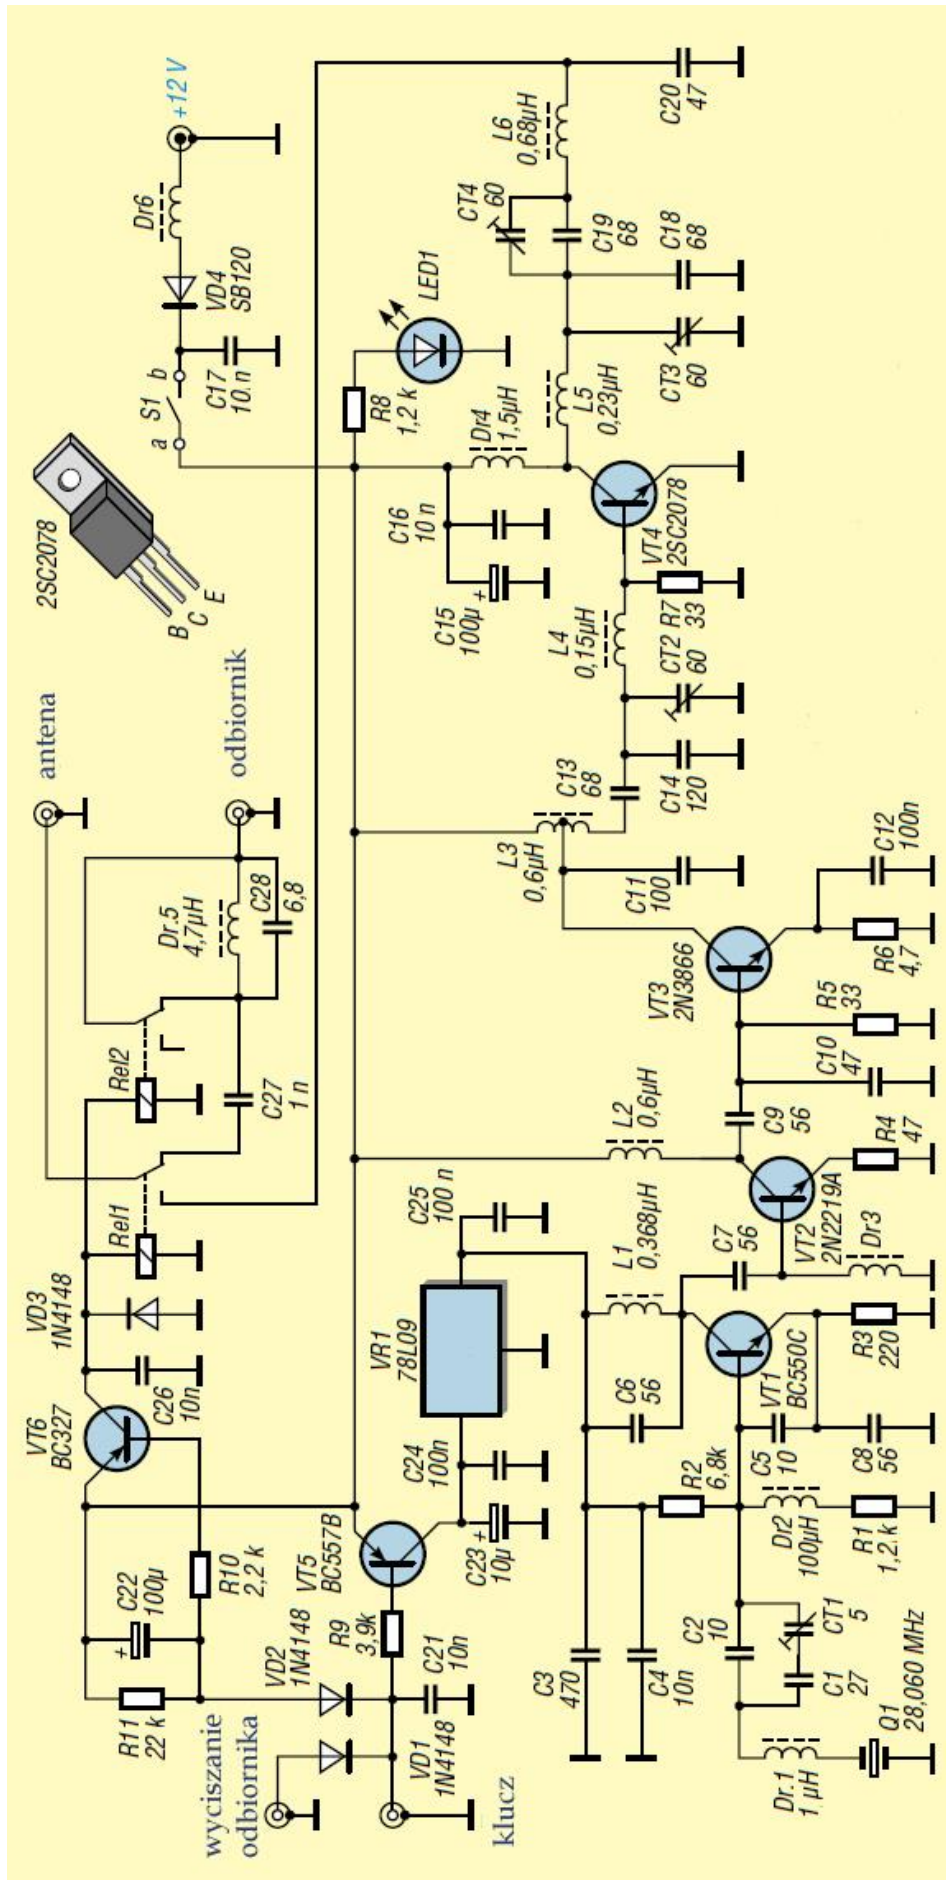 wyciszanie
odbiornika
klucz
R11
22 k
C22
100µ
VT6
BC327
VD3
1N4148
Rel1
Rel2
antena
Dr.5
4,7µH
odbiornik
C28
6,8
C27
1 n
C26
10n
R10
2,2 k
VD2
1N4148
VD1
1N4148
R9
3,9k
C21
10n
VT5
BC557B
C23
10µ
+
+
C24
100n
VR1
78L09
C25
100 n
2SC2078
B
C
E
a
S1
b
C17
10.n
VD4
SB120
Dr6
+12 V
R8
1,2 k
LED1
C15
100µ
+
C16
10 n
Dr4
1,5µH
L5
0,23µH
CT4
60
L6
0,68µH
C19
68
C18
68
CT3
60
C20
47
VT4
2SC2078
L4
0,15µH
CT2
60
R7
33
C13
68
C14
120
L3
0,6µH
C11
100
VT3
2N3866
C12
100n
R6
4,7
R5
33
C10
47
C9
56
L2
0,6µH
R4
47
VT2
2N2219A
Dr3
C7
56
L1
0,368µH
VT1
BC550C
R3
220
C6
56
R2
6,8k
C5
10
C8
56
Dr2
100µH
R1
1,2.k
C3
470
C4
10n
C2
10
CT1
5
C1
27
Dr.1
1 µH
Q1
28,060 MHz